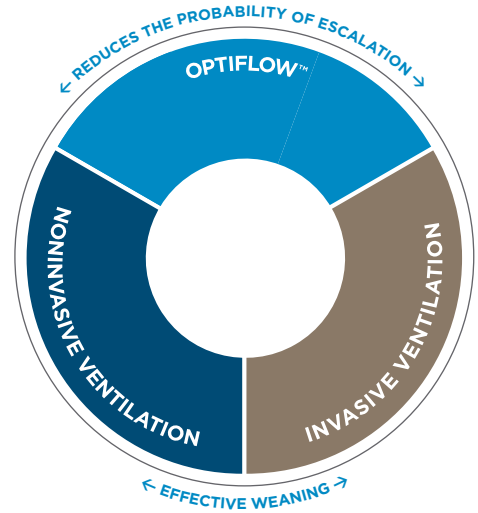 ← REDUCES THE PROBABILITY OF ESCALATION →
OPTIFLOW™
NONINVASIVE VENTILATION
INVASIVE VENTILATION
← EFFECTIVE WEANING →